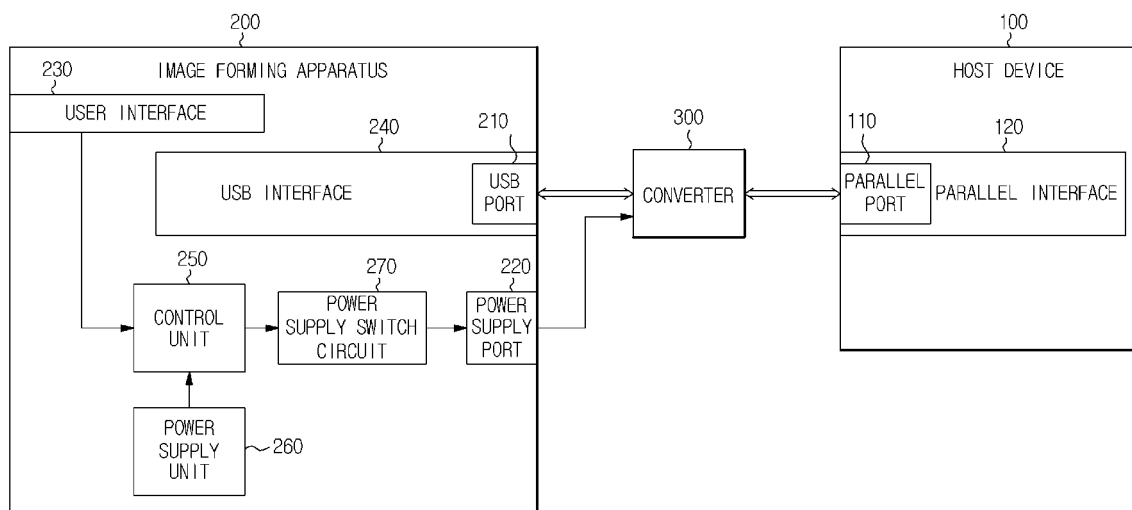 200
100
IMAGE FORMING APPARATUS
HOST DEVICE
230
USER INTERFACE
240
210
300
110
120
USB INTERFACE
USB
PORT
CONVERTER
PARALLEL
PORT
PARALLEL INTERFACE
250
270
220
CONTROL
UNIT
POWER
SUPPLY SWITCH
CIRCUIT
POWER
SUPPLY
PORT
POWER
SUPPLY
UNIT
260